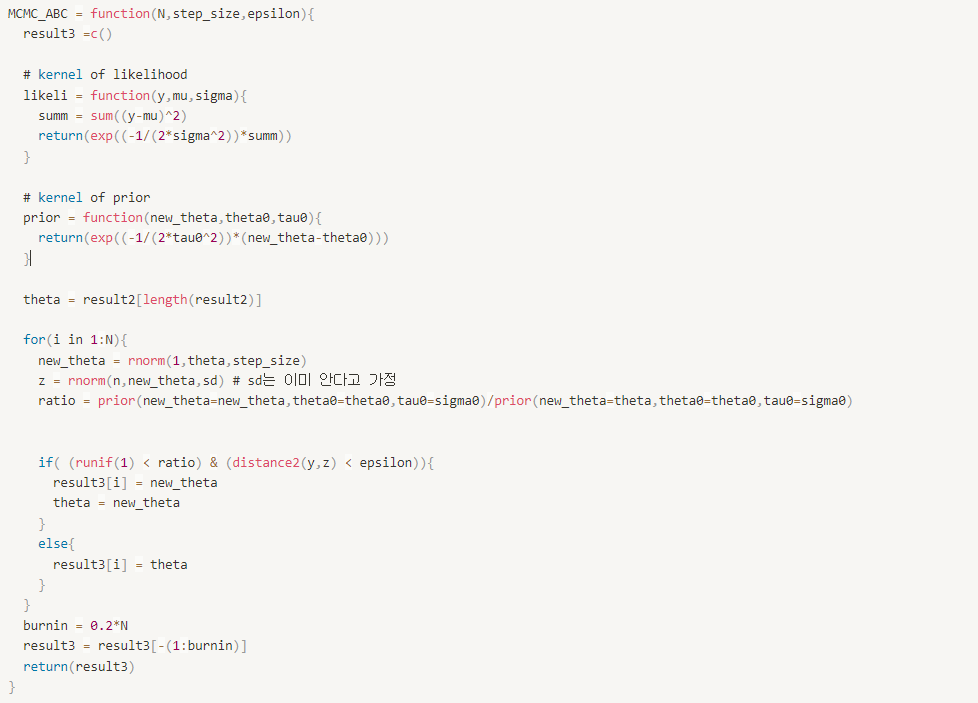 MCMC_ABC = function(N,step_size,epsilon){
result3 =c()
# kernel of likelihood
likeli = function(y,mu,sigma){
summ = sum((y-mu)^2)
return(exp((-1/(2*sigma^2))*summ))
}
# kernel of prior
prior = function(new_theta,theta0,tau0){
return(exp((-1/(2*tau0^2))*(new_theta-theta0)))
}
theta = result2[length(result2)]
for(i in 1:N){
new_theta = rnorm(1,theta,step_size)
z = rnorm(n,new_theta,sd) # sd는 이미 안다고 가정
ratio = prior(new_theta=new_theta,theta0=theta0,tau0=sigma0)/prior(new_theta=theta,theta0=theta0,tau0=sigma0)
if( (runif(1) < ratio) & (distance2(y,z) < epsilon)){
result3[i] = new_theta
theta = new_theta
}
else{
result3[i] = theta
}
}
burnin = 0.2*N
result3 = result3[-(1:burnin)]
return(result3)
}